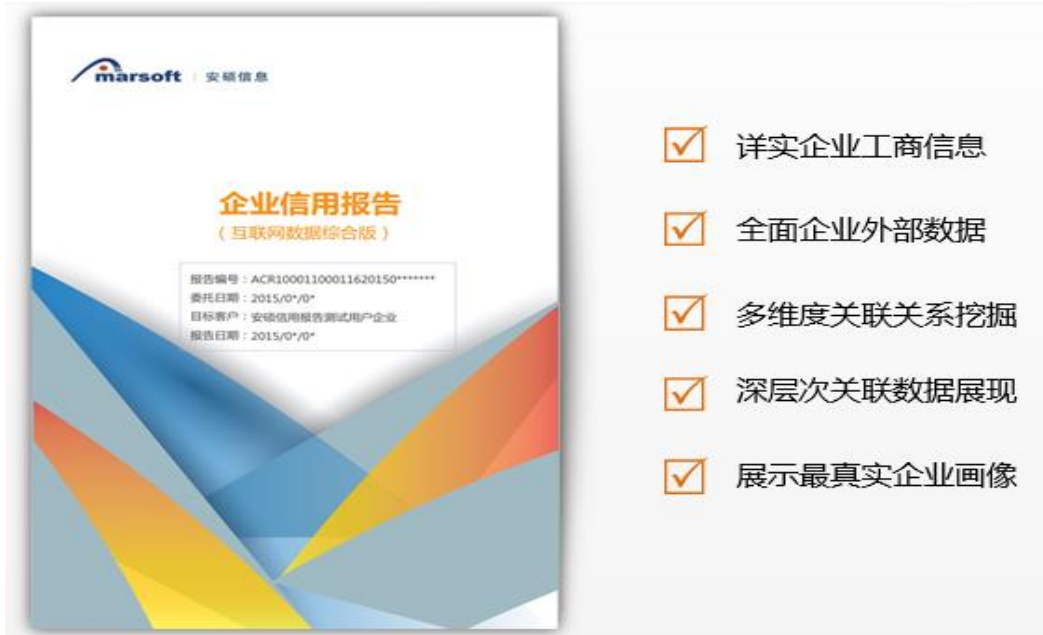 marsoft 安硕信息
企业信用报告
(互联网数据综合版)
报告编号:ACR10001100011620150*******
委托日期:2015/0*/0*
目标客户:安硕信用报告测试用户企业
报告日期:2015/0*/0*
详实企业工商信息
全面企业外部数据
多维度关联关系挖掘
深层次关联数据展现
展示最真实企业画像